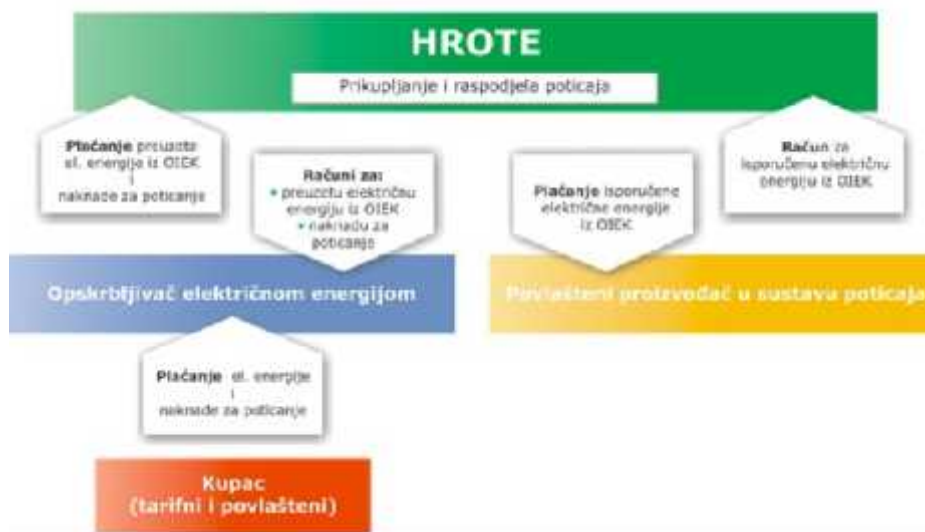 HROTE
Prikupljanje i raspodjela poticaja
Plaćanje preuzete
el. energije iz OIEK
i
naknade za poticanje
Računi za:
• preuzetu električnu
energiju iz OIEK
• naknadu za
poticanje
Plaćanje isporučene
električne energije
iz OIEK
Račun za
isporučenu električnu
energiju iz OIEK
Opskrbljivač električnom energijom
Povlašteni proizvođač u sustavu poticaja
Plaćanje el. energije
i
naknade za poticanje
Kupac
(tarifni i povlašteni)